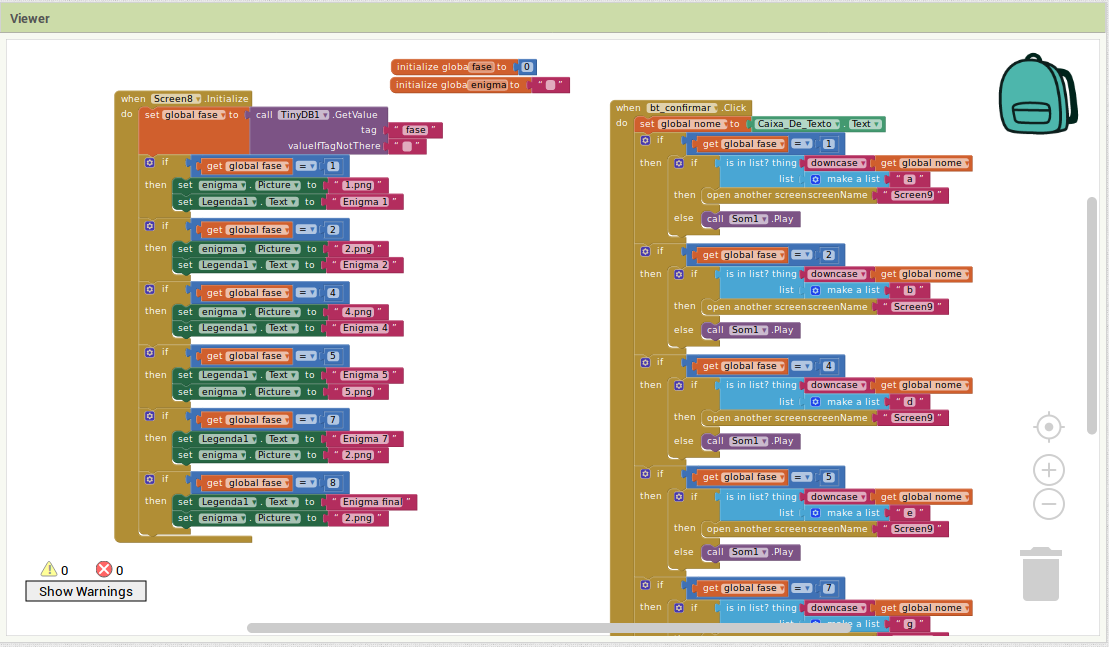 Viewer
initialize global fase to 0
initialize global enigma to " "
when Screen8 .Initialize
do set global fase to call TinyDB1 .GetValue
tag " fase "
valueIfTagNotThere " "
if get global fase = 1
then set enigma . Picture to " 1.png "
set Legenda1 . Text to " Enigma 1 "
if get global fase = 2
then set enigma . Picture to " 2.png "
set Legenda1 . Text to " Enigma 2 "
if get global fase = 4
then set enigma . Picture to " 4.png "
set Legenda1 . Text to " Enigma 4 "
if get global fase = 5
then set Legenda1 . Text to " Enigma 5 "
set enigma . Picture to " 5.png "
if get global fase = 7
then set Legenda1 . Text to " Enigma 7 "
set enigma . Picture to " 2.png "
if get global fase = 8
then set Legenda1 . Text to " Enigma final "
set enigma . Picture to " 2.png "
0 0
Show Warnings
when bt_confirmar .Click
do set global nome to Caixa_De_Texto . Text
if get global fase = 1
then if is in list? thing downcase get global nome
list make a list " a "
then open another screen screenName " Screen9 "
else call Som1 .Play
if get global fase = 2
then if is in list? thing downcase get global nome
list make a list " b "
then open another screen screenName " Screen9 "
else call Som1 .Play
if get global fase = 4
then if is in list? thing downcase get global nome
list make a list " d "
then open another screen screenName " Screen9 "
else call Som1 .Play
if get global fase = 5
then if is in list? thing downcase get global nome
list make a list " e "
then open another screen screenName " Screen9 "
else call Som1 .Play
if get global fase = 7
then if is in list? thing downcase get global nome
list make a list " g "